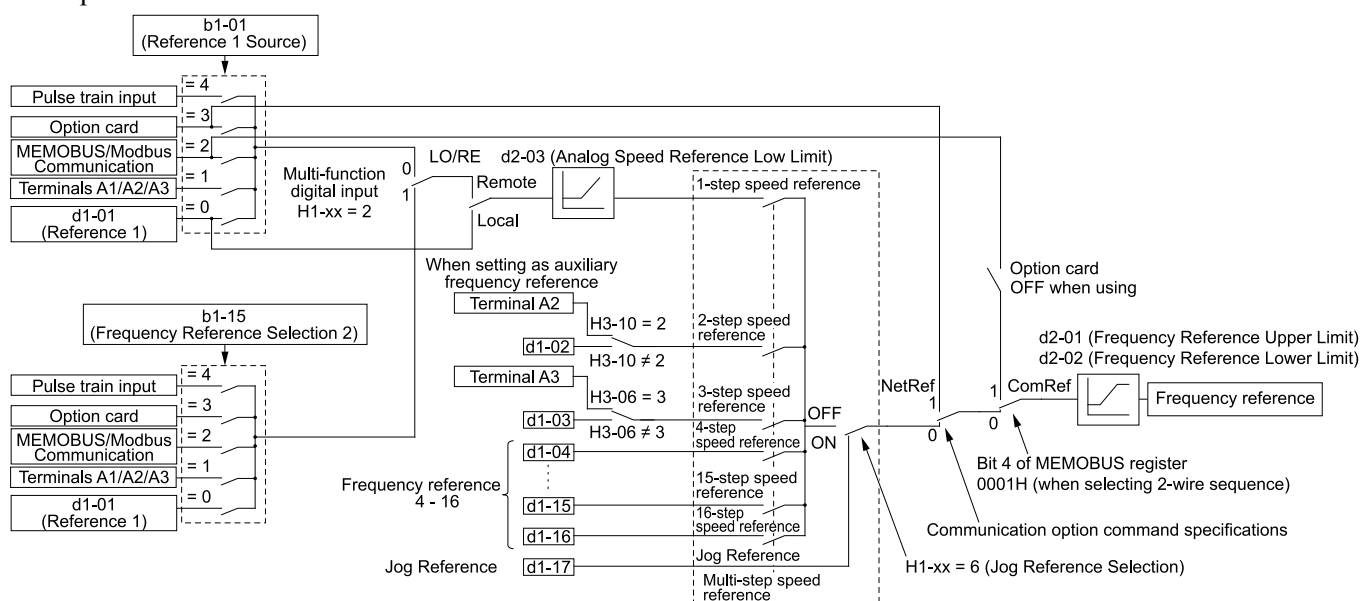 b1-01
(Reference 1 Source)
= 4
Pulse train input
= 3
Option card
= 2
MEMOBUS/Modbus
Communication
= 1
Terminals A1/A2/A3
= 0
d1-01
(Reference 1)
Multi-function
digital input
H1-xx = 2
0
1
LO/RE
Remote
Local
d2-03 (Analog Speed Reference Low Limit)
1-step speed reference
When setting as auxiliary
frequency reference
Terminal A2
H3-10 = 2
d1-02
H3-10 ≠ 2
2-step speed
reference
Terminal A3
H3-06 = 3
d1-03
H3-06 ≠ 3
3-step speed
reference
4-step
speed reference
d1-04
Frequency reference
4 - 16
d1-15
15-step speed
reference
d1-16
16-step
speed reference
Jog Reference
d1-17
Jog Reference
Multi-step speed
reference
b1-15
(Frequency Reference Selection 2)
= 4
Pulse train input
= 3
Option card
= 2
MEMOBUS/Modbus
Communication
= 1
Terminals A1/A2/A3
= 0
d1-01
(Reference 1)
OFF
ON
NetRef
1
0
Option card
OFF when using
1
0
ComRef
d2-01 (Frequency Reference Upper Limit)
d2-02 (Frequency Reference Lower Limit)
Frequency reference
Bit 4 of MEMOBUS register
0001H (when selecting 2-wire sequence)
Communication option command specifications
H1-xx = 6 (Jog Reference Selection)